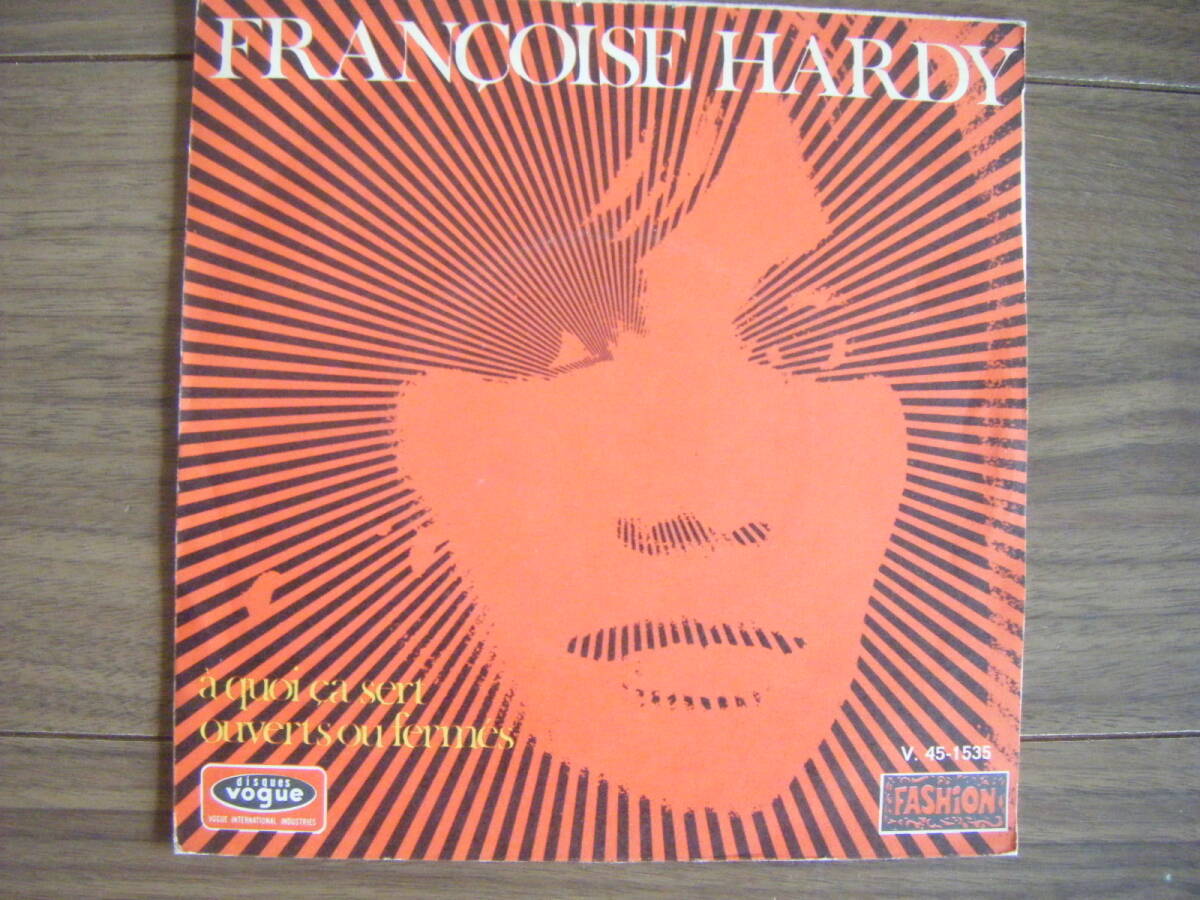 FRANÇOISE HARDY
à quoi ça sert
ouverts ou fermés
disques
vogue
VOGUE INTERNATIONAL INDUSTRIES
V. 45-1535
FASHiON